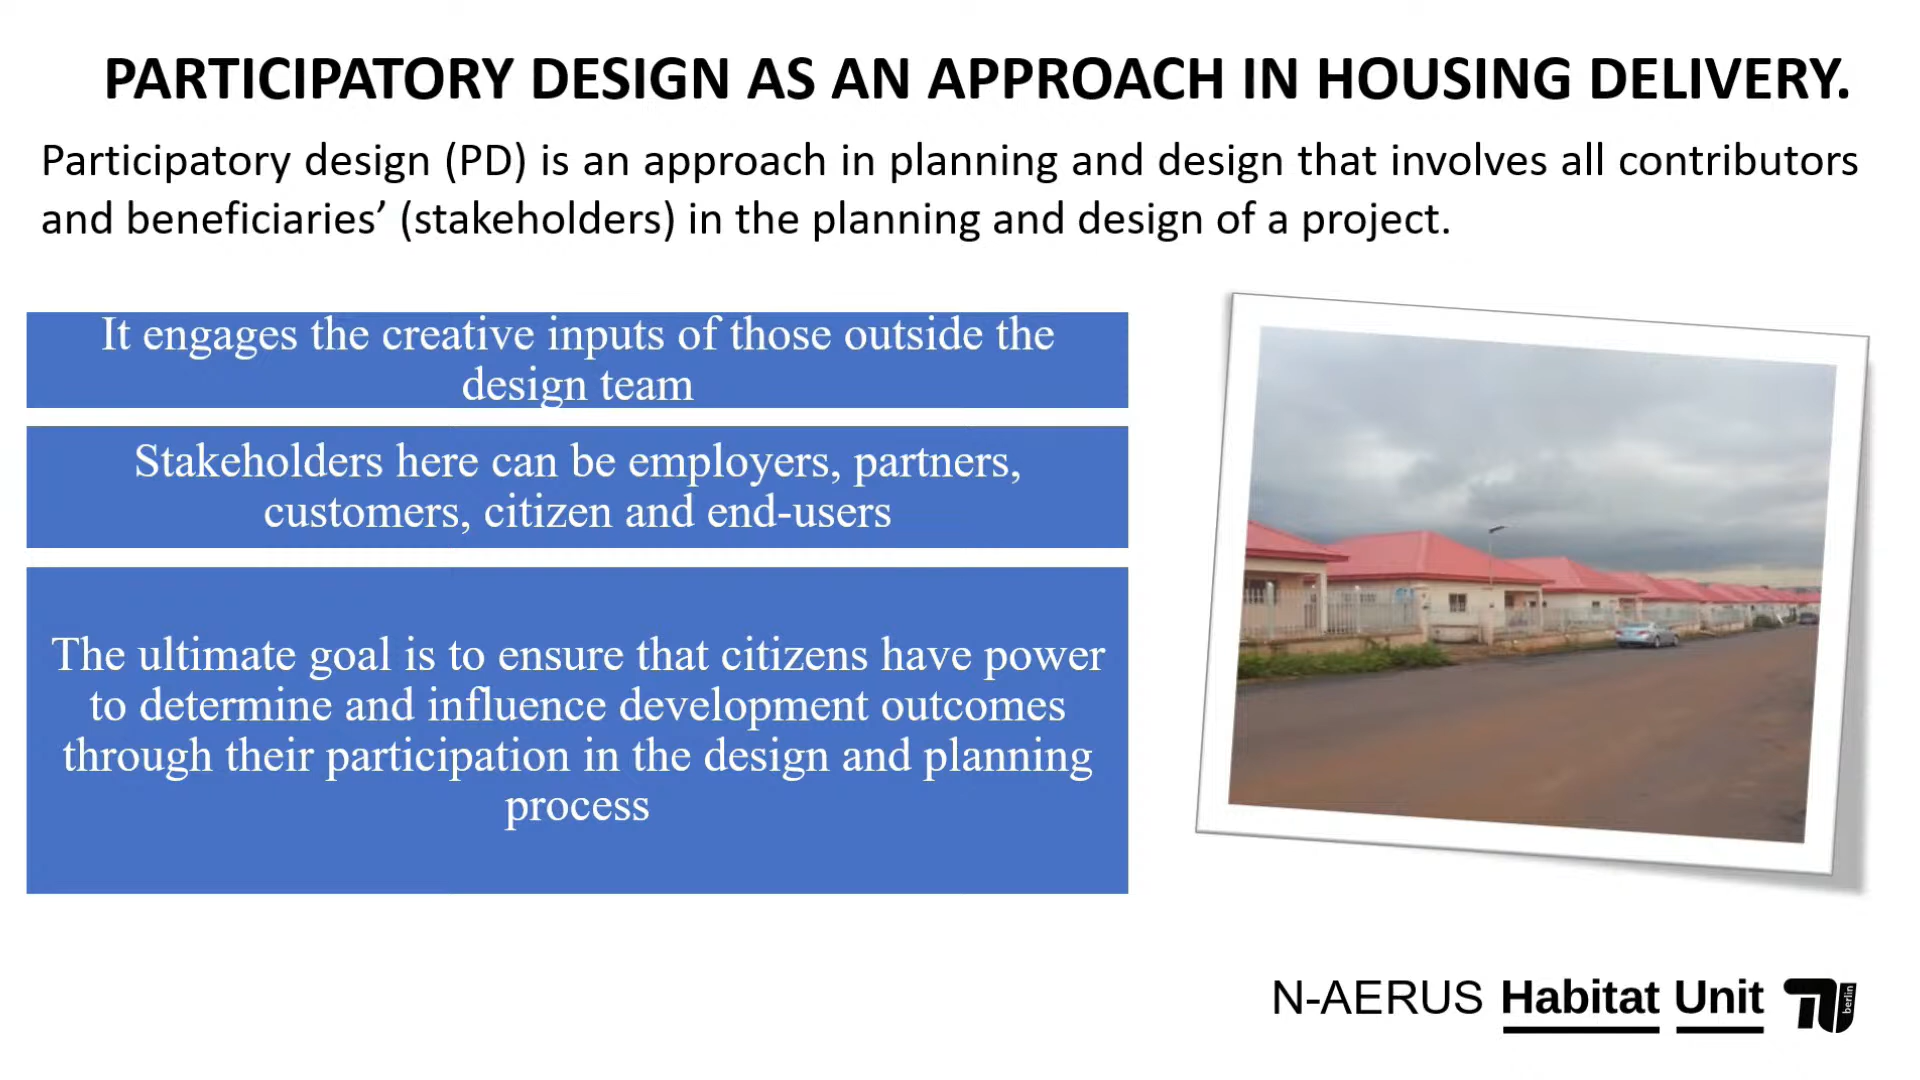 PARTICIPATORY DESIGN AS AN APPROACH IN HOUSING DELIVERY.
Participatory design (PD) is an approach in planning and design that involves all contributors
and beneficiaries’ (stakeholders) in the planning and design of a project.
It engages the creative inputs of those outside the
design team
Stakeholders here can be employers, partners,
customers, citizen and end-users
The ultimate goal is to ensure that citizens have power
to determine and influence development outcomes
through their participation in the design and planning
process
N-AERUS Habitat Unit TU berlin